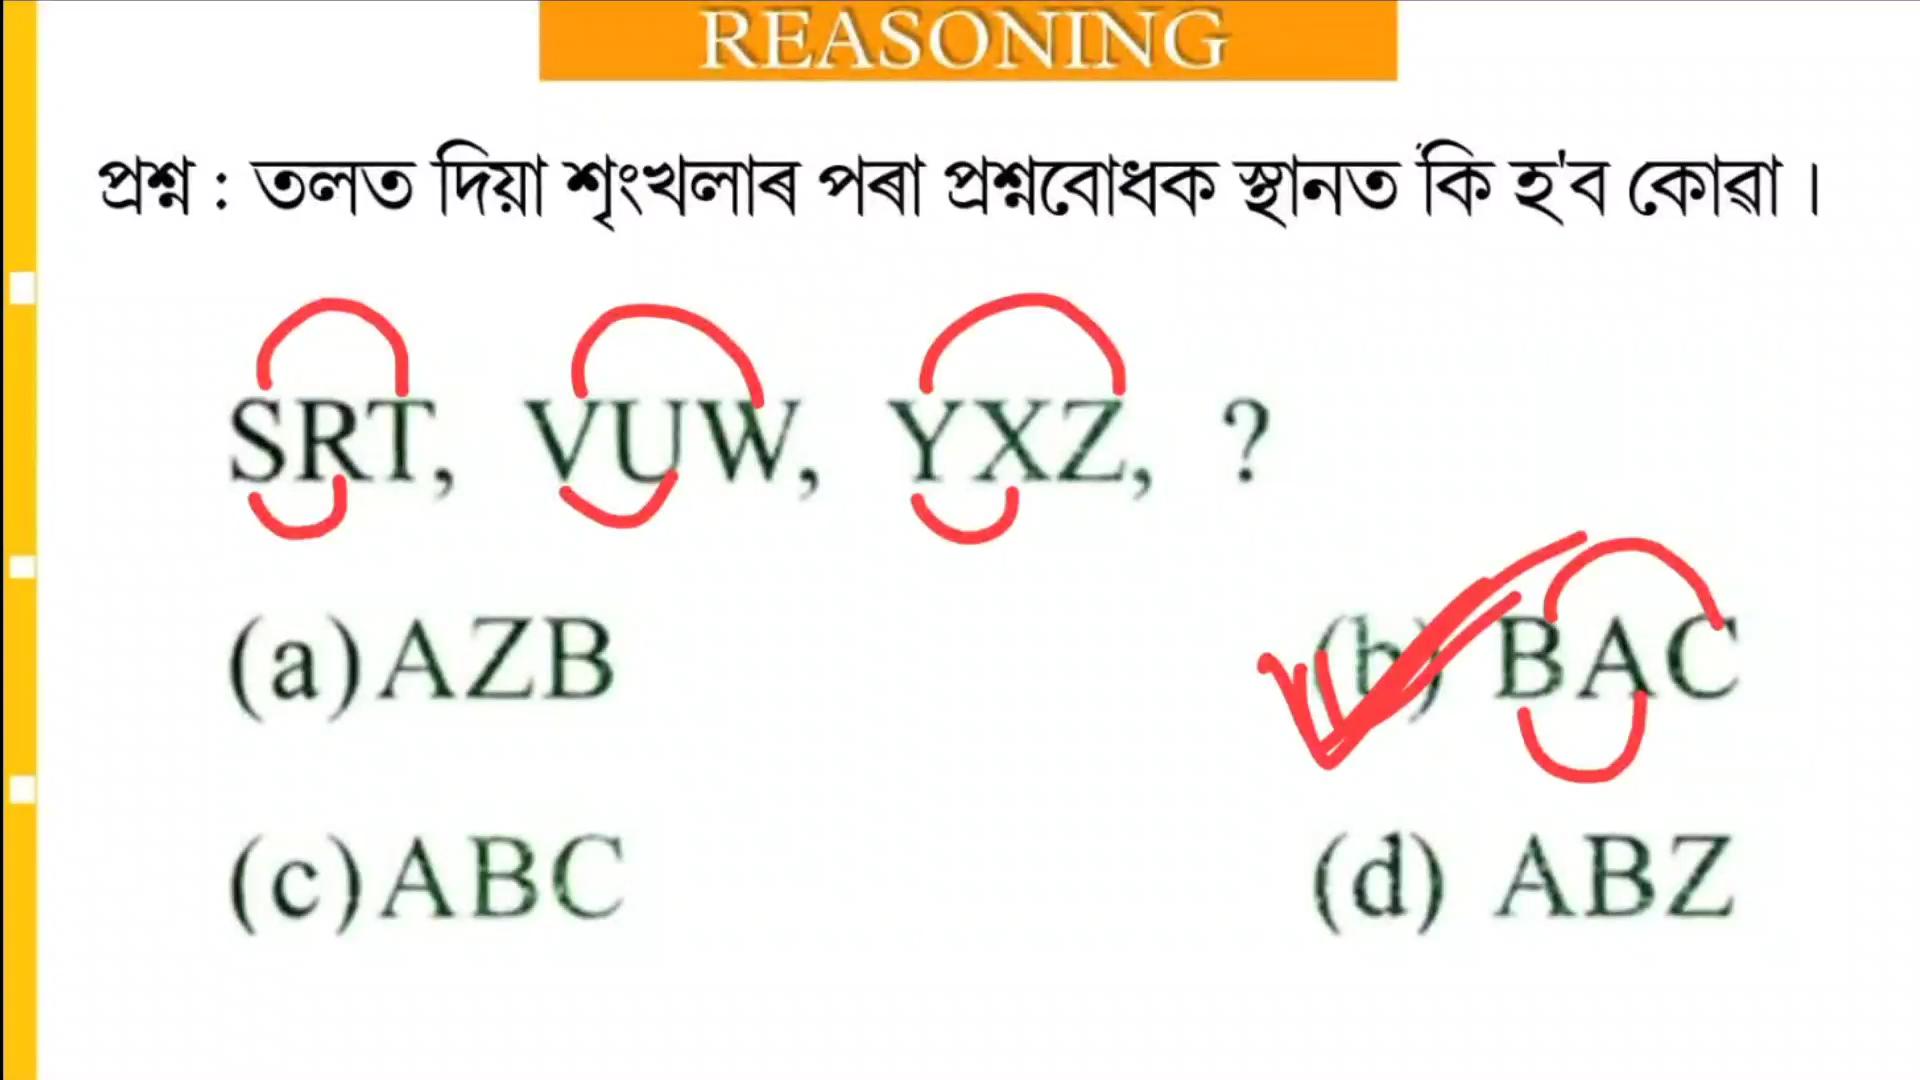 REASONING
প্ৰশ্ন : তলত দিয়া শৃংখলাৰ পৰা প্ৰশ্নবোধক স্থানত কি হ'ব কোৱা ।
SRT, VUW, YXZ, ?
(a) AZB (b) BAC
(c) ABC (d) ABZ